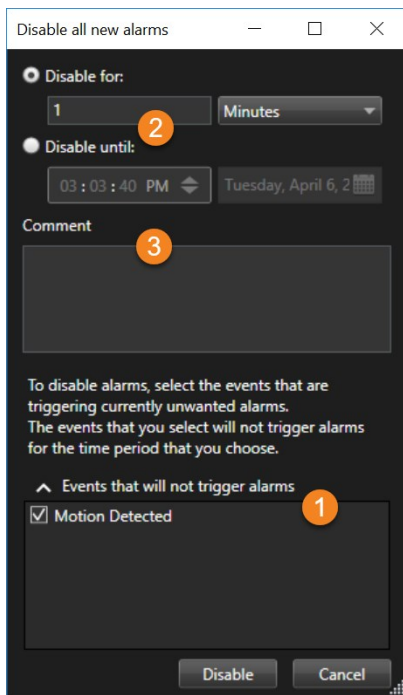 Disable all new alarms
Disable for:
1 Minutes
2
Disable until:
03:03:40 PM Tuesday, April 6, 2
Comment
3
To disable alarms, select the events that are
triggering currently unwanted alarms.
The events that you select will not trigger alarms
for the time period that you choose.
Events that will not trigger alarms
1
Motion Detected
Disable Cancel